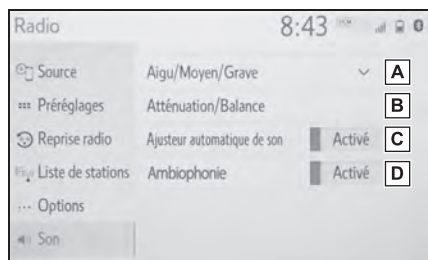 Radio 8:43
Source
Aigu/Moyen/Grave A
Préréglages
Atténuation/Balance B
Reprise radio
Ajusteur automatique de son Activé C
Liste de stations
Ambiophonie Activé D
... Options
Son